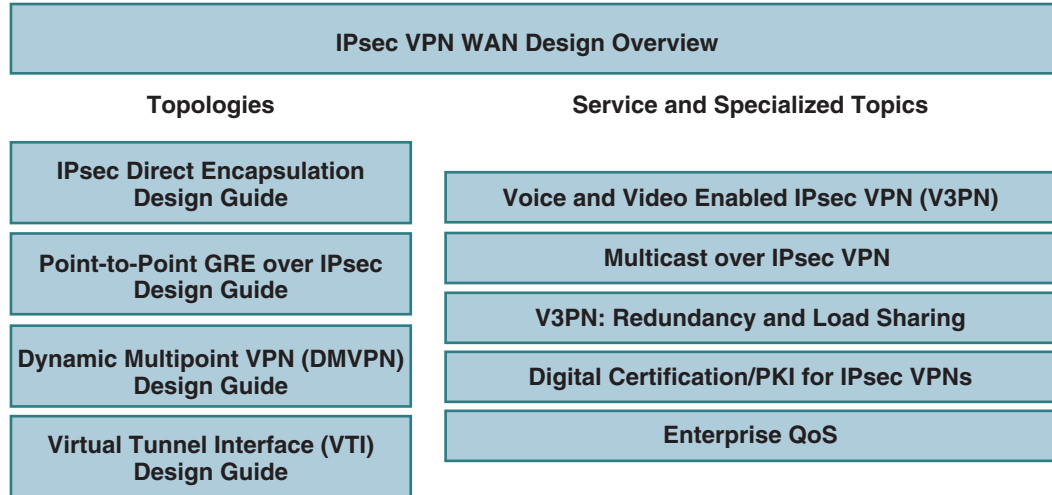 IPsec VPN WAN Design Overview
Topologies
IPsec Direct Encapsulation
Design Guide
Point-to-Point GRE over IPsec
Design Guide
Dynamic Multipoint VPN (DMVPN)
Design Guide
Virtual Tunnel Interface (VTI)
Design Guide
Service and Specialized Topics
Voice and Video Enabled IPsec VPN (V3PN)
Multicast over IPsec VPN
V3PN: Redundancy and Load Sharing
Digital Certification/PKI for IPsec VPNs
Enterprise QoS